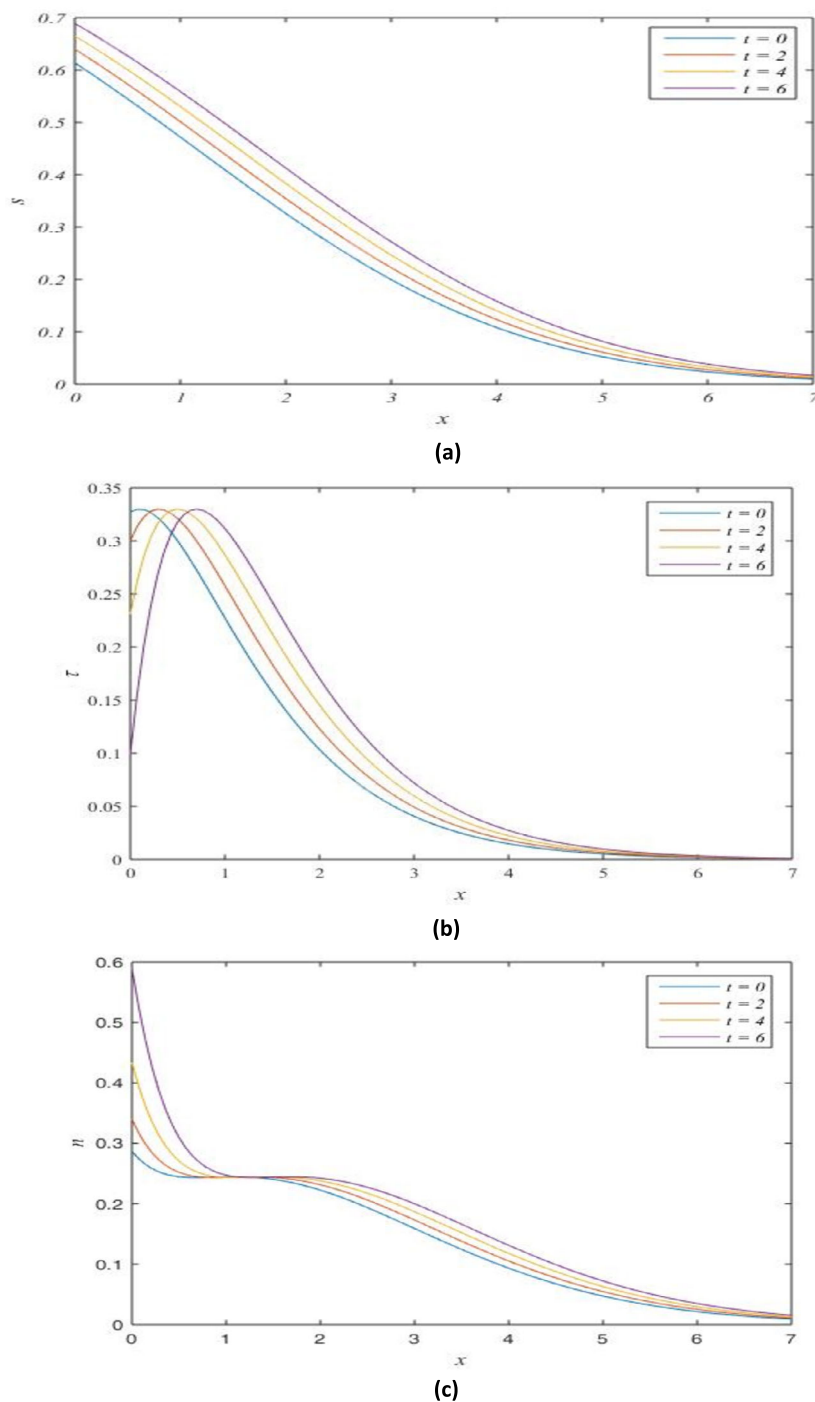 0.7
0.6
0.5
0.4
0.3
0.2
0.1
0
s
t = 0
t = 2
t = 4
t = 6
0 1 2 3 4 5 6 7
x
(a)
0.35
0.3
0.25
0.2
0.15
0.1
0.05
0
τ
t = 0
t = 2
t = 4
t = 6
0 1 2 3 4 5 6 7
x
(b)
0.6
0.5
0.4
0.3
0.2
0.1
0
n
t = 0
t = 2
t = 4
t = 6
0 1 2 3 4 5 6 7
x
(c)